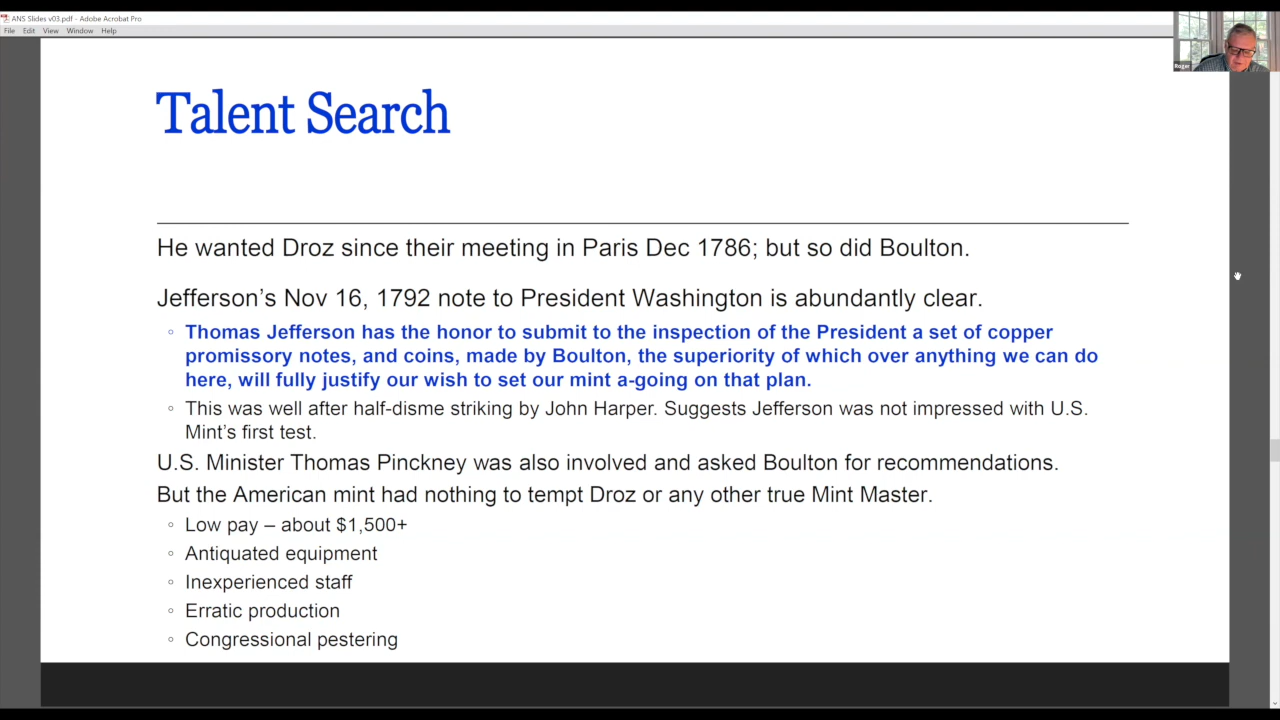 ANS Slides v03.pdf - Adobe Acrobat Pro
File Edit View Window Help
Roger
Talent Search
He wanted Droz since their meeting in Paris Dec 1786; but so did Boulton.
Jefferson's Nov 16, 1792 note to President Washington is abundantly clear.
◦ Thomas Jefferson has the honor to submit to the inspection of the President a set of copper
promissory notes, and coins, made by Boulton, the superiority of which over anything we can do
here, will fully justify our wish to set our mint a-going on that plan.
◦ This was well after half-disme striking by John Harper. Suggests Jefferson was not impressed with U.S.
Mint's first test.
U.S. Minister Thomas Pinckney was also involved and asked Boulton for recommendations.
But the American mint had nothing to tempt Droz or any other true Mint Master.
◦ Low pay – about $1,500+
◦ Antiquated equipment
◦ Inexperienced staff
◦ Erratic production
◦ Congressional pestering